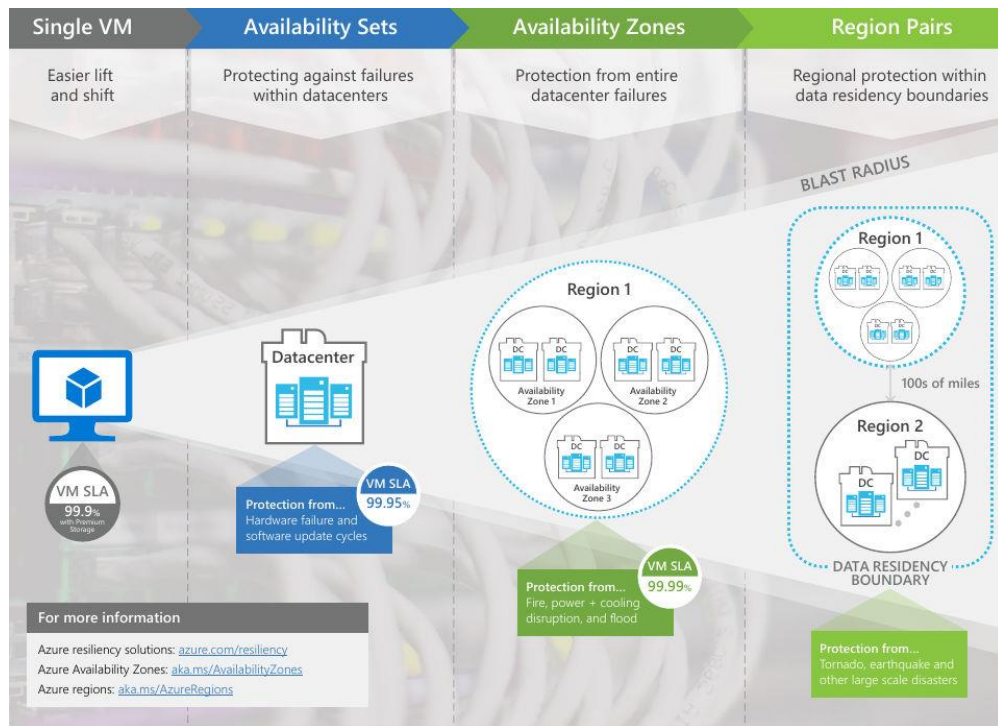 Single VM
Availability Sets
Availability Zones
Region Pairs
Easier lift
and shift
Protecting against failures
within datacenters
Protection from entire
datacenter failures
Regional protection within
data residency boundaries
BLAST RADIUS
Datacenter
VM SLA
99.9%
with Premium
Storage
Protection from...
Hardware failure and
software update cycles
VM SLA
99.95%
Region 1
DC
DC
Availability
Zone 1
DC
DC
Availability
Zone 2
DC
DC
Availability
Zone 3
Protection from...
Fire, power + cooling
disruption, and flood
VM SLA
99.99%
Region 1
DC
DC
DC
DC
DC
DC
100s of miles
Region 2
DC
DC
DATA RESIDENCY
BOUNDARY
Protection from...
Tornado, earthquake and
other large scale disasters
For more information
Azure resiliency solutions: azure.com/resiliency
Azure Availability Zones: aka.ms/AvailabilityZones
Azure regions: aka.ms/AzureRegions